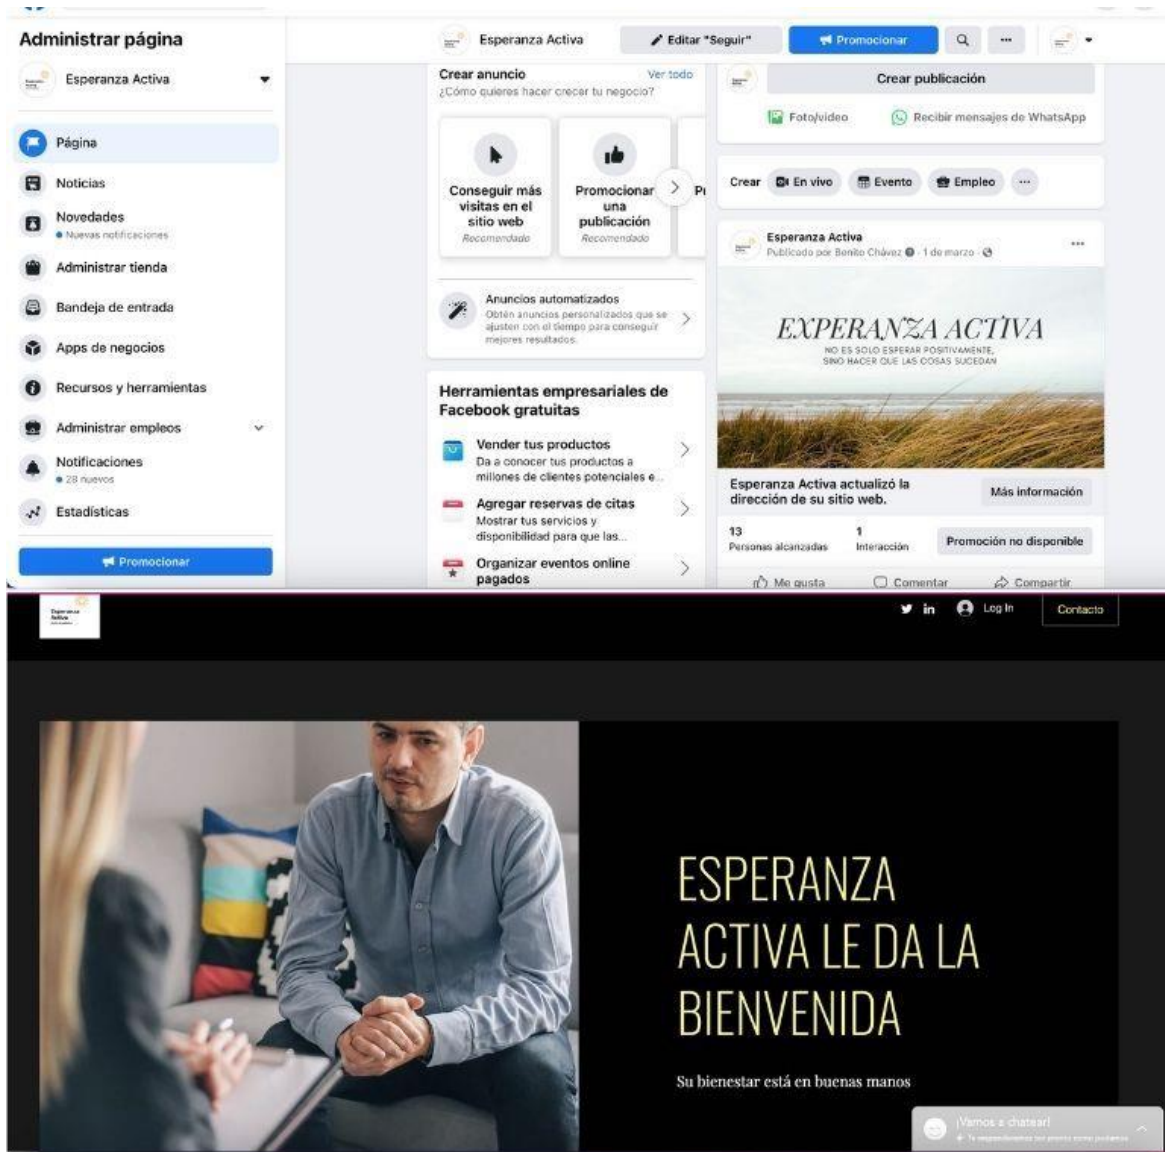 Administrar página
Esperanza Activa
Página
Noticias
Novedades
Nuevas notificaciones
Administrar tienda
Bandeja de entrada
Apps de negocios
Recursos y herramientas
Administrar empleos
Notificaciones
28 nuevos
Estadísticas
Promocionar
Esperanza Activa
Editar "Seguir"
Promocionar
Crear anuncio
Ver todo
¿Cómo quieres hacer crecer tu negocio?
Conseguir más
visitas en el
sitio web
Recomendado
Promocionar
una
publicación
Recomendado
Anuncios automatizados
Obtén anuncios personalizados que se
ajusten con el tiempo para conseguir
mejores resultados.
Herramientas empresariales de
Facebook gratuitas
Vender tus productos
Da a conocer tus productos a
millones de clientes potenciales e...
Agregar reservas de citas
Mostrar tus servicios y
disponibilidad para que las...
Organizar eventos online
pagados
Crear publicación
Foto/video
Recibir mensajes de WhatsApp
Crear
En vivo
Evento
Empleo
Esperanza Activa
Publicado por Benito Chávez · 1 de marzo ·
EXPERANZA ACTIVA
NO ES SOLO ESPERAR POSITIVAMENTE,
SINO HACER QUE LAS COSAS SUCEDAN
Esperanza Activa actualizó la
dirección de su sitio web.
Más información
13
Personas alcanzadas
1
Interacción
Promoción no disponible
Me gusta
Comentar
Compartir
Esperanza
Activa
Log In
Contacto
ESPERANZA
ACTIVA LE DA LA
BIENVENIDA
Su bienestar está en buenas manos
¡Vamos a chatear!
Te responderemos tan pronto como podamos